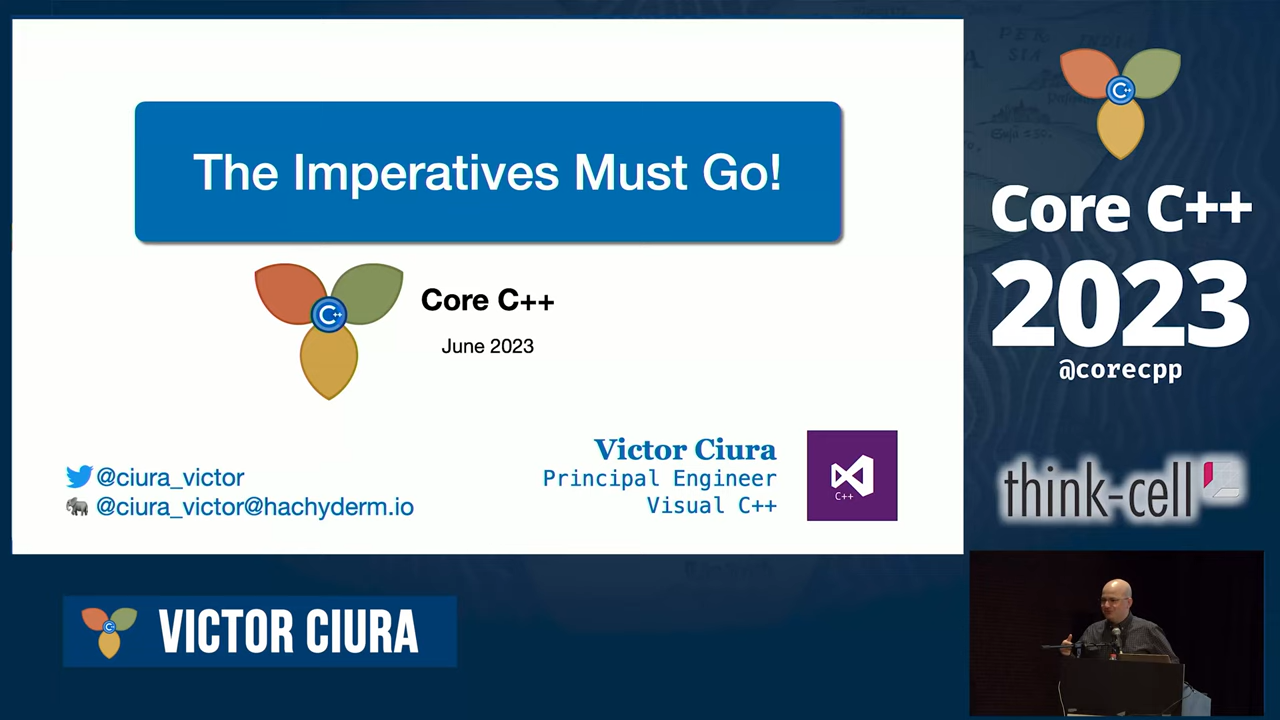 The Imperatives Must Go!
C++
Core C++
June 2023
@ciura_victor
@ciura_victor@hachyderm.io
Victor Ciura
Principal Engineer
Visual C++
C++
C++
VICTOR CIURA
C++
Core C++
2023
@corecpp
think-cell